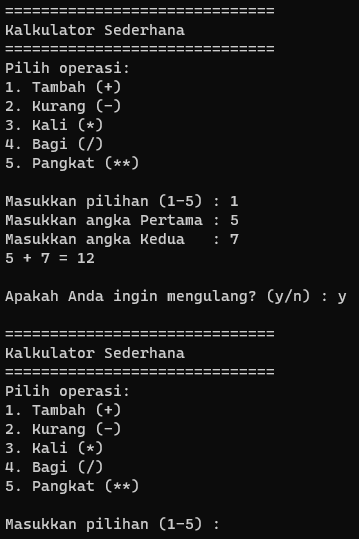 ==============================
Kalkulator Sederhana
==============================
Pilih operasi:
1. Tambah (+)
2. Kurang (-)
3. Kali (*)
4. Bagi (/)
5. Pangkat (**)

Masukkan pilihan (1-5) : 1
Masukkan angka Pertama : 5
Masukkan angka Kedua   : 7
5 + 7 = 12

Apakah Anda ingin mengulang? (y/n) : y

==============================
Kalkulator Sederhana
==============================
Pilih operasi:
1. Tambah (+)
2. Kurang (-)
3. Kali (*)
4. Bagi (/)
5. Pangkat (**)

Masukkan pilihan (1-5) :